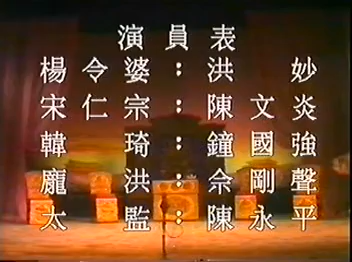 演員表
楊令婆：洪妙
宋仁宗：陳文炎
韓琦：鐘國強
龐洪：佘剛聲
太監：陳永平